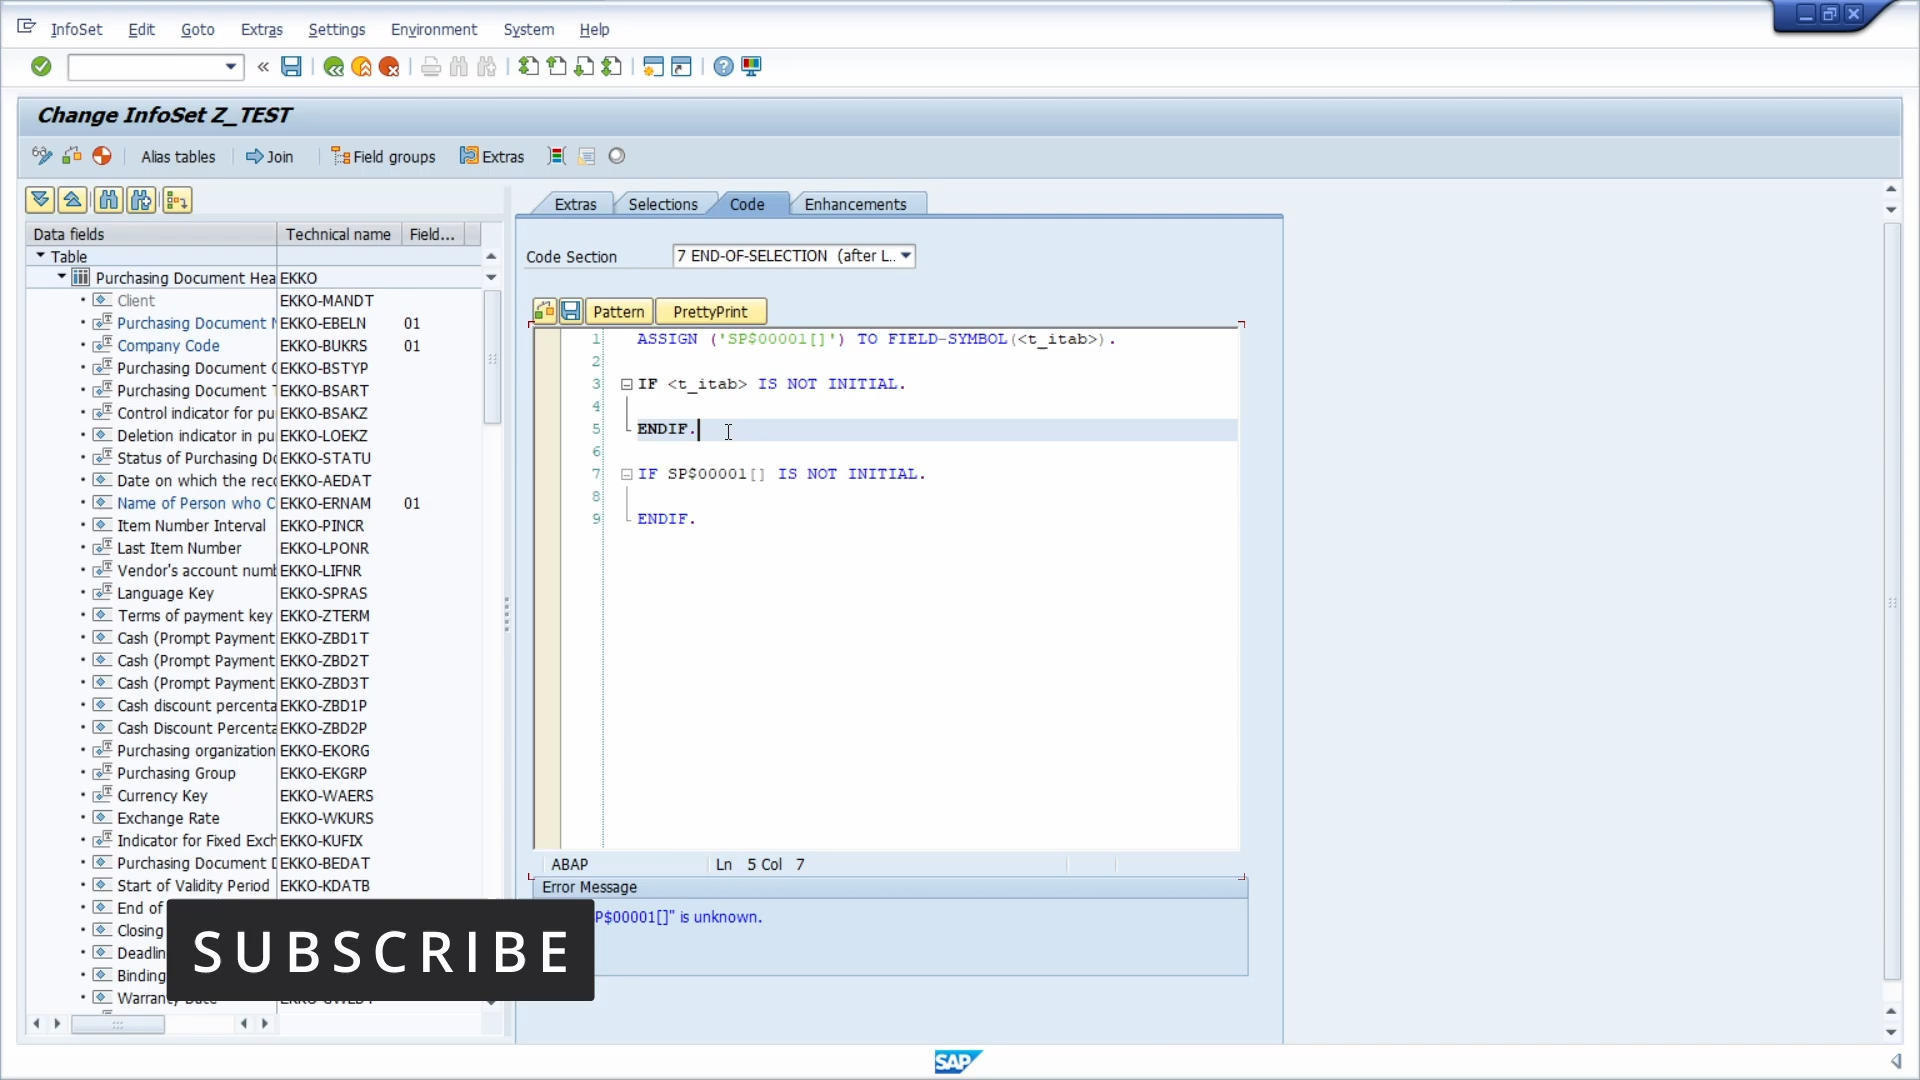 InfoSet Edit Goto Extras Settings Environment System Help
Change InfoSet Z_TEST
Alias tables Join Field groups Extras
Extras Selections Code Enhancements
Data fields Technical name Field...
Table
Purchasing Document Hea EKKO
Client EKKO-MANDT
Purchasing Document N EKKO-EBELN 01
Company Code EKKO-BUKRS 01
Purchasing Document C EKKO-BSTYP
Purchasing Document T EKKO-BSART
Control indicator for pu EKKO-BSAKZ
Deletion indicator in pu EKKO-LOEKZ
Status of Purchasing Do EKKO-STATU
Date on which the reco EKKO-AEDAT
Name of Person who C EKKO-ERNAM 01
Item Number Interval EKKO-PINCR
Last Item Number EKKO-LPONR
Vendor's account numb EKKO-LIFNR
Language Key EKKO-SPRAS
Terms of payment key EKKO-ZTERM
Cash (Prompt Payment EKKO-ZBD1T
Cash (Prompt Payment EKKO-ZBD2T
Cash (Prompt Payment EKKO-ZBD3T
Cash discount percenta EKKO-ZBD1P
Cash Discount Percenta EKKO-ZBD2P
Purchasing organization EKKO-EKORG
Purchasing Group EKKO-EKGRP
Currency Key EKKO-WAERS
Exchange Rate EKKO-WKURS
Indicator for Fixed Exch EKKO-KUFIX
Purchasing Document D EKKO-BEDAT
Start of Validity Period EKKO-KDATB
End of
Closing
Deadlin
Binding
Warranty
SUBSCRIBE
Code Section 7 END-OF-SELECTION (after L..
Pattern PrettyPrint
1 ASSIGN ('SP$00001[]') TO FIELD-SYMBOL(<t_itab>).
2
3 IF <t_itab> IS NOT INITIAL.
4
5 ENDIF.
6
7 IF SP$00001[] IS NOT INITIAL.
8
9 ENDIF.
ABAP Ln 5 Col 7
Error Message
P$00001[]" is unknown.
SAP